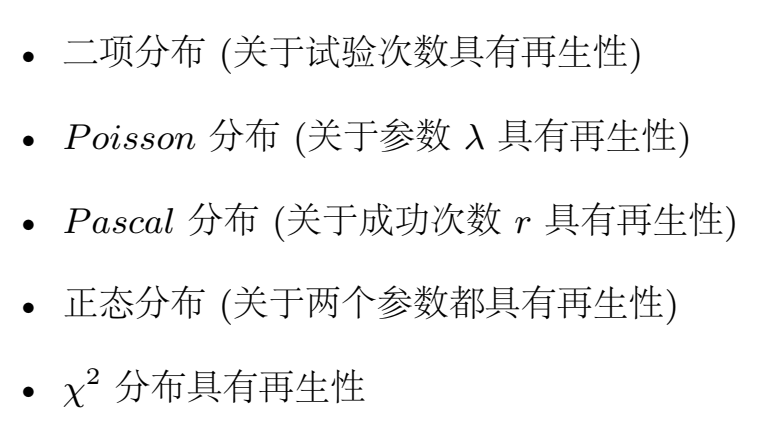 • 二项分布 (关于试验次数具有再生性)
• Poisson 分布 (关于参数 λ 具有再生性)
• Pascal 分布 (关于成功次数 r 具有再生性)
• 正态分布 (关于两个参数都具有再生性)
• χ² 分布具有再生性